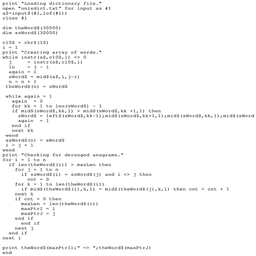 print "Loading dictionary file."
open "unixdict.txt" for input as #1
a$=input$(#1,lof(#1))
close #1

dim theWord$(30000)
dim ssWord$(30000)

c10$ = chr$(10)
i = 1
print "Creating array of words."
while instr(a$,c10$,i) <> 0
  j = instr(a$,c10$,i)
  ln = j - i
  again = 1
  sWord$ = mid$(a$,i,j-i)
  n = n + 1
  theWord$(n) = sWord$

  while again = 1
    again = 0
    for kk = 1 to len(sWord$) - 1
      if mid$(sWord$,kk,1) > mid$(sWord$,kk +1,1) then
        sWord$ = left$(sWord$,kk-1);mid$(sWord$,kk+1,1);mid$(sWord$,kk,1);mid$(sWord
        again = 1
      end if
    next kk
  wend
  ssWord$(n) = sWord$
  i = j + 1
wend
print "Checking for deranged anagrams."
for i = 1 to n
  if len(theWord$(i)) > maxLen then
    for j = 1 to n
      if ssWord$(i) = ssWord$(j) and i <> j then
        cnt = 0
        for k = 1 to len(theWord$(i))
          if mid$(theWord$(i),k,1) = mid$(theWord$(j),k,1) then cnt = cnt + 1
        next k
        if cnt = 0 then
          maxLen = len(theWord$(i))
          maxPtrI = i
          maxPtrJ = j
        end if
      end if
    next j
  end if
next i

print theWord$(maxPtrI);" => ";theWord$(maxPtrJ)
end